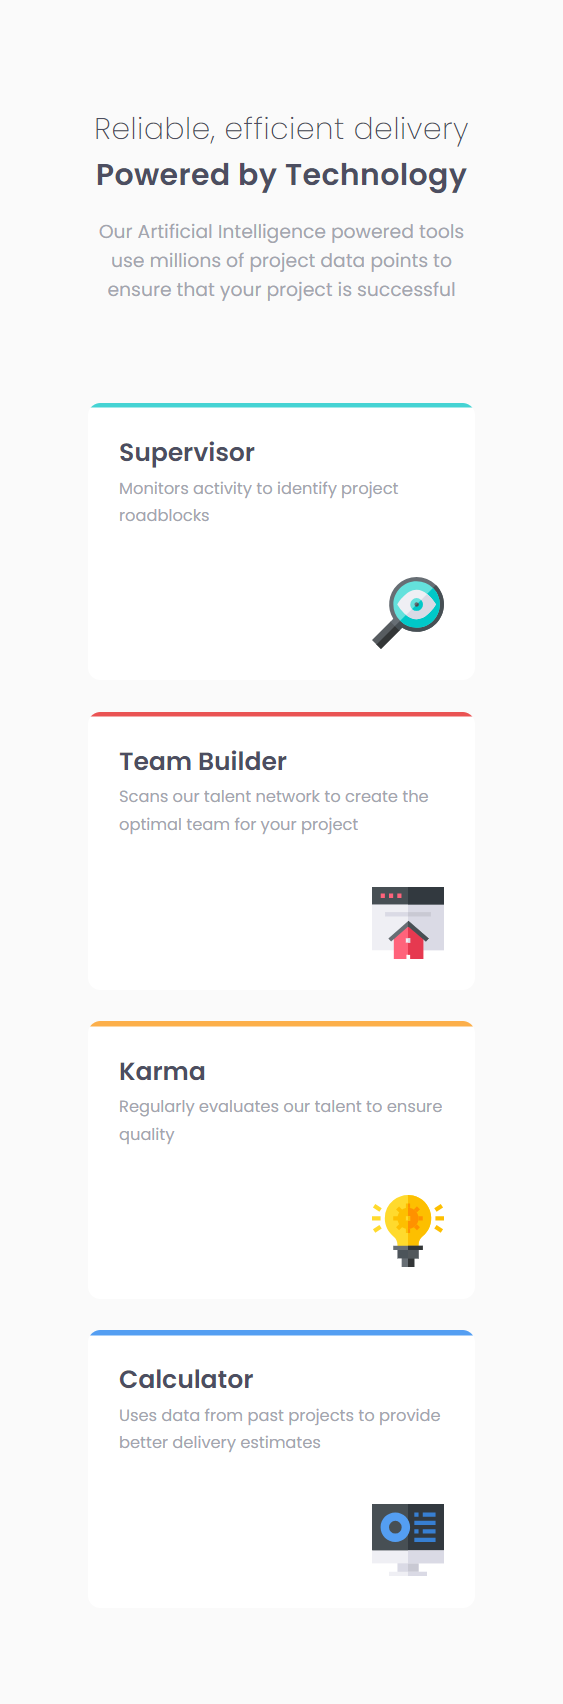 Reliable, efficient delivery
Powered by Technology
Our Artificial Intelligence powered tools
use millions of project data points to
ensure that your project is successful
Supervisor
Monitors activity to identify project
roadblocks
Team Builder
Scans our talent network to create the
optimal team for your project
Karma
Regularly evaluates our talent to ensure
quality
Calculator
Uses data from past projects to provide
better delivery estimates